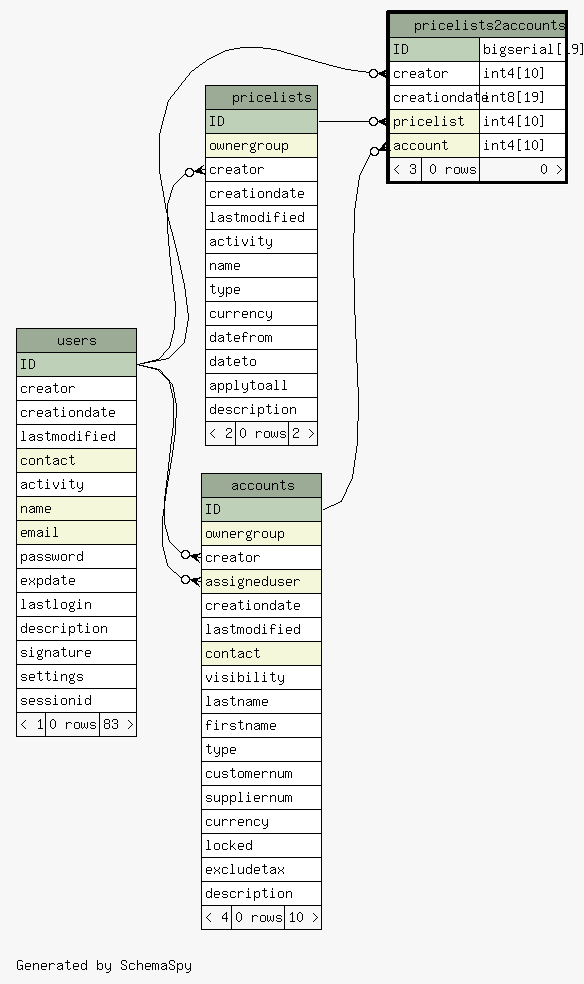 pricelists2accounts
ID bigserial[19]
creator int4[10]
creationdate int8[19]
pricelist int4[10]
account int4[10]
< 3 0 rows 0 >
pricelists
ID
ownergroup
creator
creationdate
lastmodified
activity
name
type
currency
datefrom
dateto
applytoall
description
< 2 0 rows 2 >
users
ID
creator
creationdate
lastmodified
contact
activity
name
email
password
expdate
lastlogin
description
signature
settings
sessionid
< 1 0 rows 83 >
accounts
ID
ownergroup
creator
assigneduser
creationdate
lastmodified
contact
visibility
lastname
firstname
type
customernum
suppliernum
currency
locked
excludetax
description
< 4 0 rows 10 >
Generated by SchemaSpy